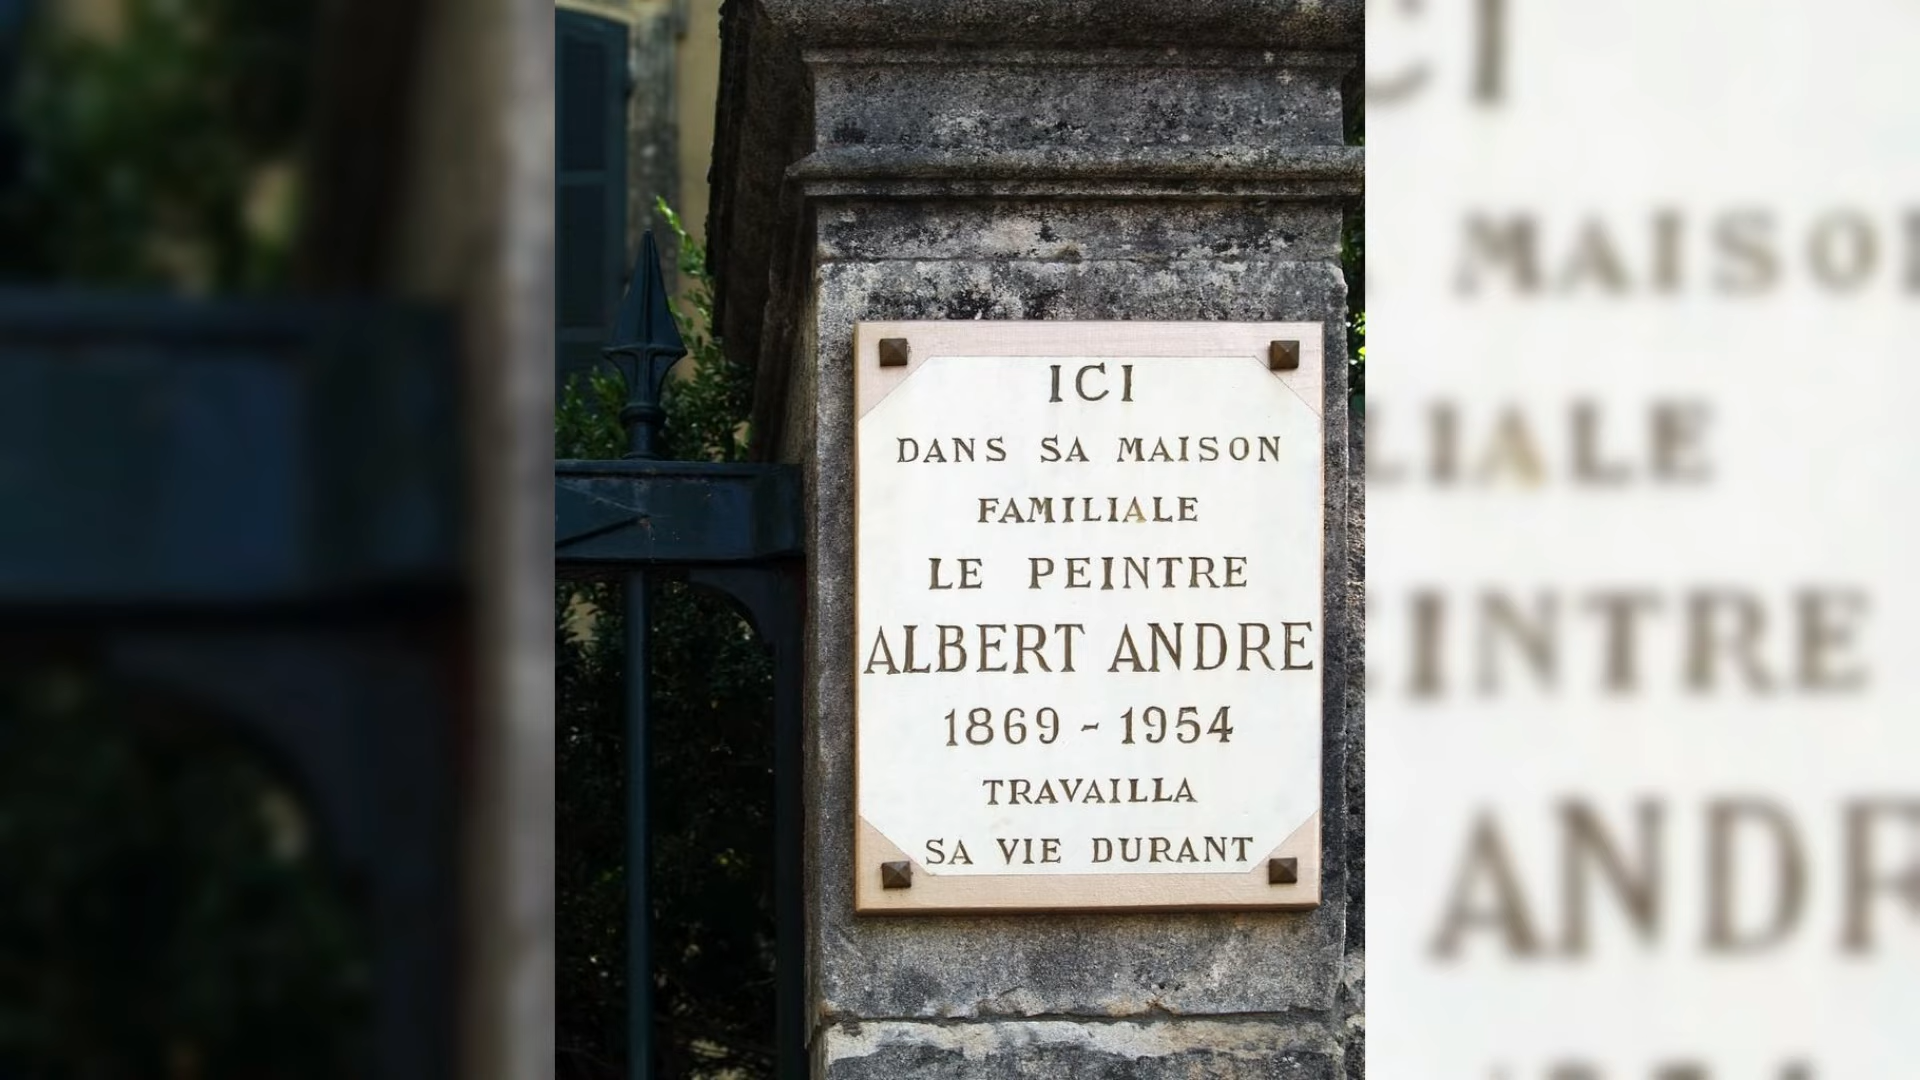 ICI
DANS SA MAISON
FAMILIALE
LE PEINTRE
ALBERT ANDRE
1869 - 1954
TRAVAILLA
SA VIE DURANT